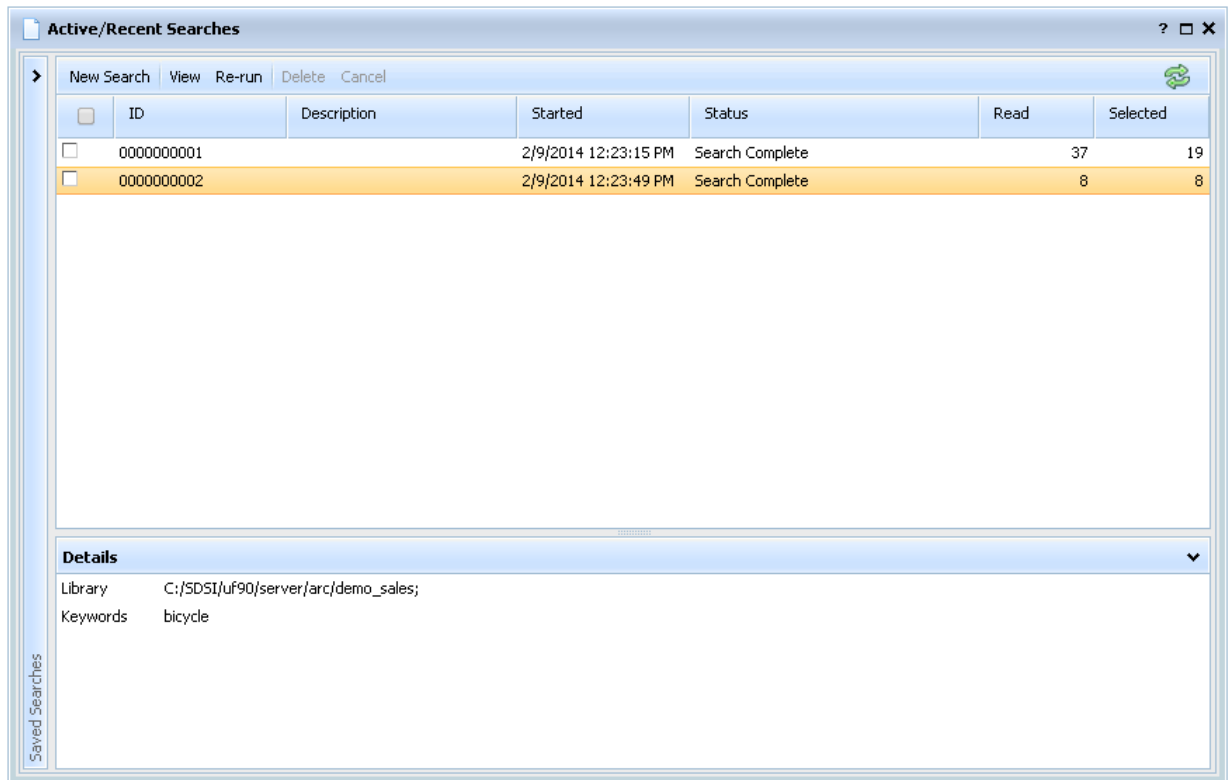 Active/Recent Searches
New Search View Re-run Delete Cancel
ID Description Started Status Read Selected
0000000001 2/9/2014 12:23:15 PM Search Complete 37 19
0000000002 2/9/2014 12:23:49 PM Search Complete 8 8
Details
Library C:/SDSI/uf90/server/arc/demo_sales;
Keywords bicycle
Saved Searches